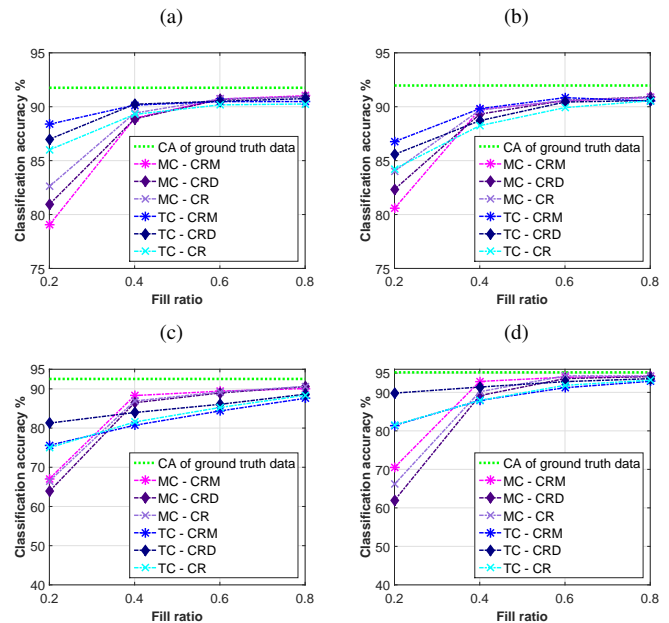 (a)
95
90
85
80
75
Classification accuracy %
CA of ground truth data
MC - CRM
MC - CRD
MC - CR
TC - CRM
TC - CRD
TC - CR
0.2 0.4 0.6 0.8
Fill ratio
(b)
95
90
85
80
75
Classification accuracy %
CA of ground truth data
MC - CRM
MC - CRD
MC - CR
TC - CRM
TC - CRD
TC - CR
0.2 0.4 0.6 0.8
Fill ratio
(c)
95
90
80
70
60
50
40
Classification accuracy %
CA of ground truth data
MC - CRM
MC - CRD
MC - CR
TC - CRM
TC - CRD
TC - CR
0.2 0.4 0.6 0.8
Fill ratio
(d)
95
90
80
70
60
50
40
Classification accuracy %
CA of ground truth data
MC - CRM
MC - CRD
MC - CR
TC - CRM
TC - CRD
TC - CR
0.2 0.4 0.6 0.8
Fill ratio